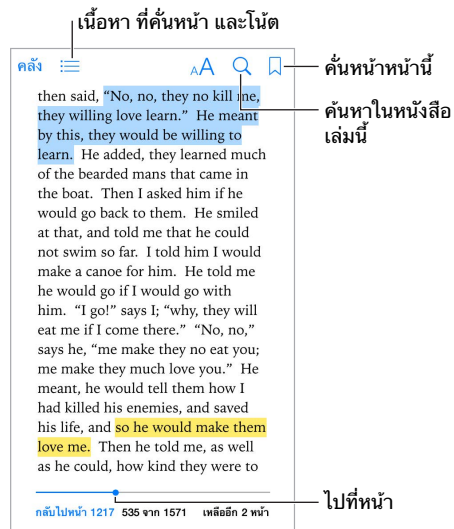 เนื้อหา ที่คั่นหน้า และโน้ต
คลัง
AA
คั่นหน้าหน้านี้
ค้นหาในหนังสือ
เล่มนี้
then said, “No, no, they no kill me,
they willing love learn.” He meant
by this, they would be willing to
learn. He added, they learned much
of the bearded mans that came in
the boat. Then I asked him if he
would go back to them. He smiled
at that, and told me that he could
not swim so far. I told him I would
make a canoe for him. He told me
he would go if I would go with
him. “I go!” says I; “why, they will
eat me if I come there.” “No, no,”
says he, “me make they no eat you;
me make they much love you.” He
meant, he would tell them how I
had killed his enemies, and saved
his life, and so he would make them
love me. Then he told me, as well
as he could, how kind they were to
กลับไปหน้า 1217 535 จาก 1571 เหลืออีก 2 หน้า
ไปที่หน้า